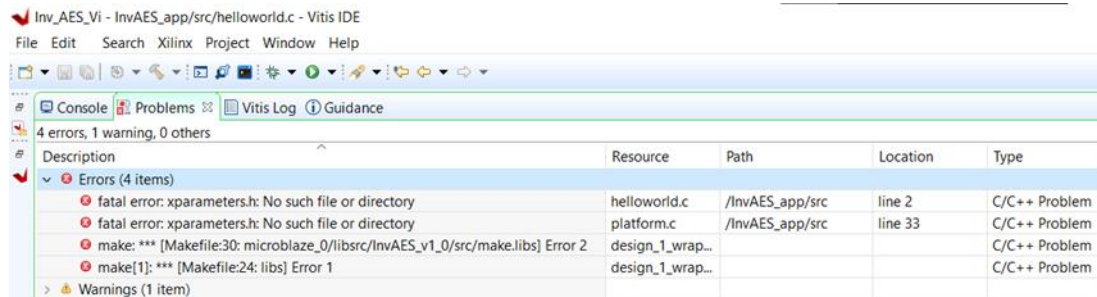 Inv_AES_Vi - InvAES_app/src/helloworld.c - Vitis IDE
File Edit Search Xilinx Project Window Help
Console Problems Vitis Log Guidance
4 errors, 1 warning, 0 others
Description Resource Path Location Type
Errors (4 items)
fatal error: xparameters.h: No such file or directory helloworld.c /InvAES_app/src line 2 C/C++ Problem
fatal error: xparameters.h: No such file or directory platform.c /InvAES_app/src line 33 C/C++ Problem
make: *** [Makefile:30: microblaze_0/libsrc/InvAES_v1_0/src/make.libs] Error 2 design_1_wrap... C/C++ Problem
make[1]: *** [Makefile:24: libs] Error 1 design_1_wrap... C/C++ Problem
Warnings (1 item)